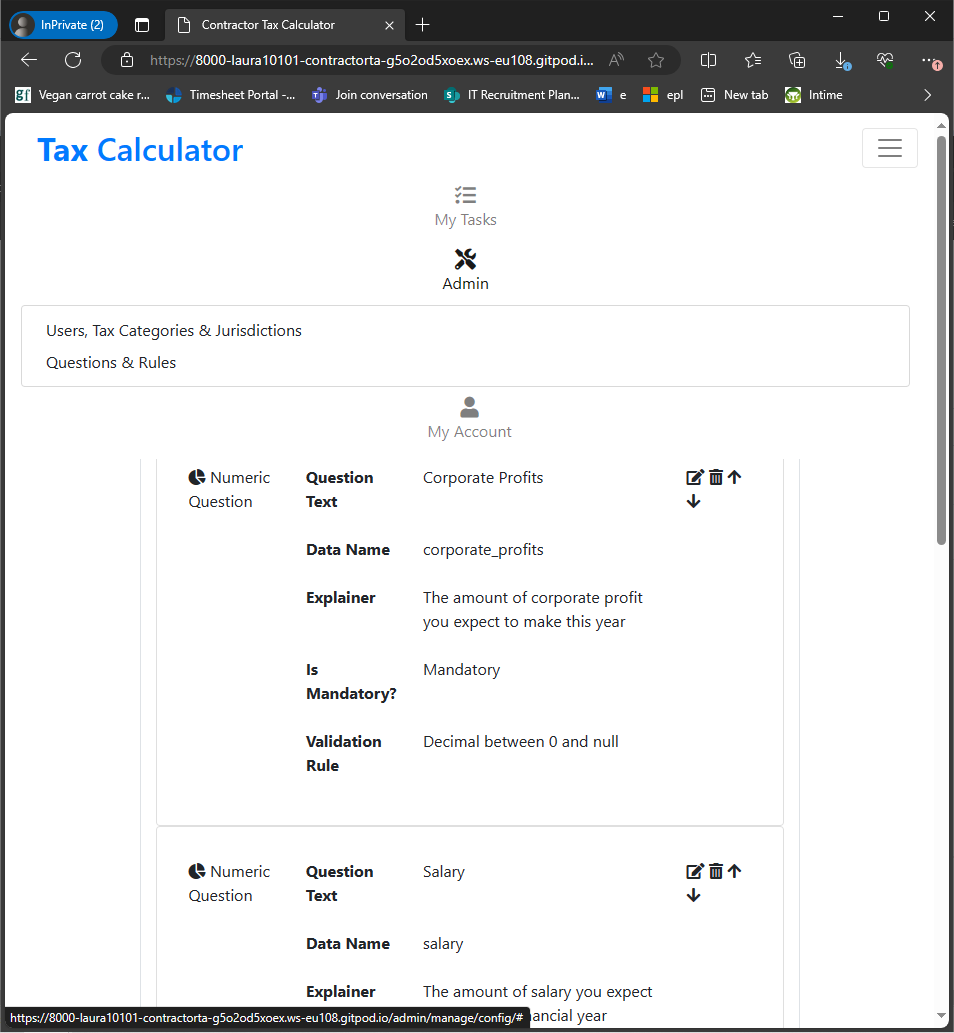 InPrivate (2)
Contractor Tax Calculator
https://8000-laura10101-contractorta-g5o2od5xoex.ws-eu108.gitpod.i...
Vegan carrot cake r...
Timesheet Portal -...
Join conversation
IT Recruitment Plan...
e
epl
New tab
Intime
Tax Calculator
My Tasks
Admin
Users, Tax Categories & Jurisdictions
Questions & Rules
My Account
Numeric Question
Question Text
Corporate Profits
Data Name
corporate_profits
Explainer
The amount of corporate profit
you expect to make this year
Is Mandatory?
Mandatory
Validation Rule
Decimal between 0 and null
Numeric Question
Question Text
Salary
Data Name
salary
Explainer
The amount of salary you expect
ancial year
https://8000-laura10101-contractorta-g5o2od5xoex.ws-eu108.gitpod.io/admin/manage/config/#